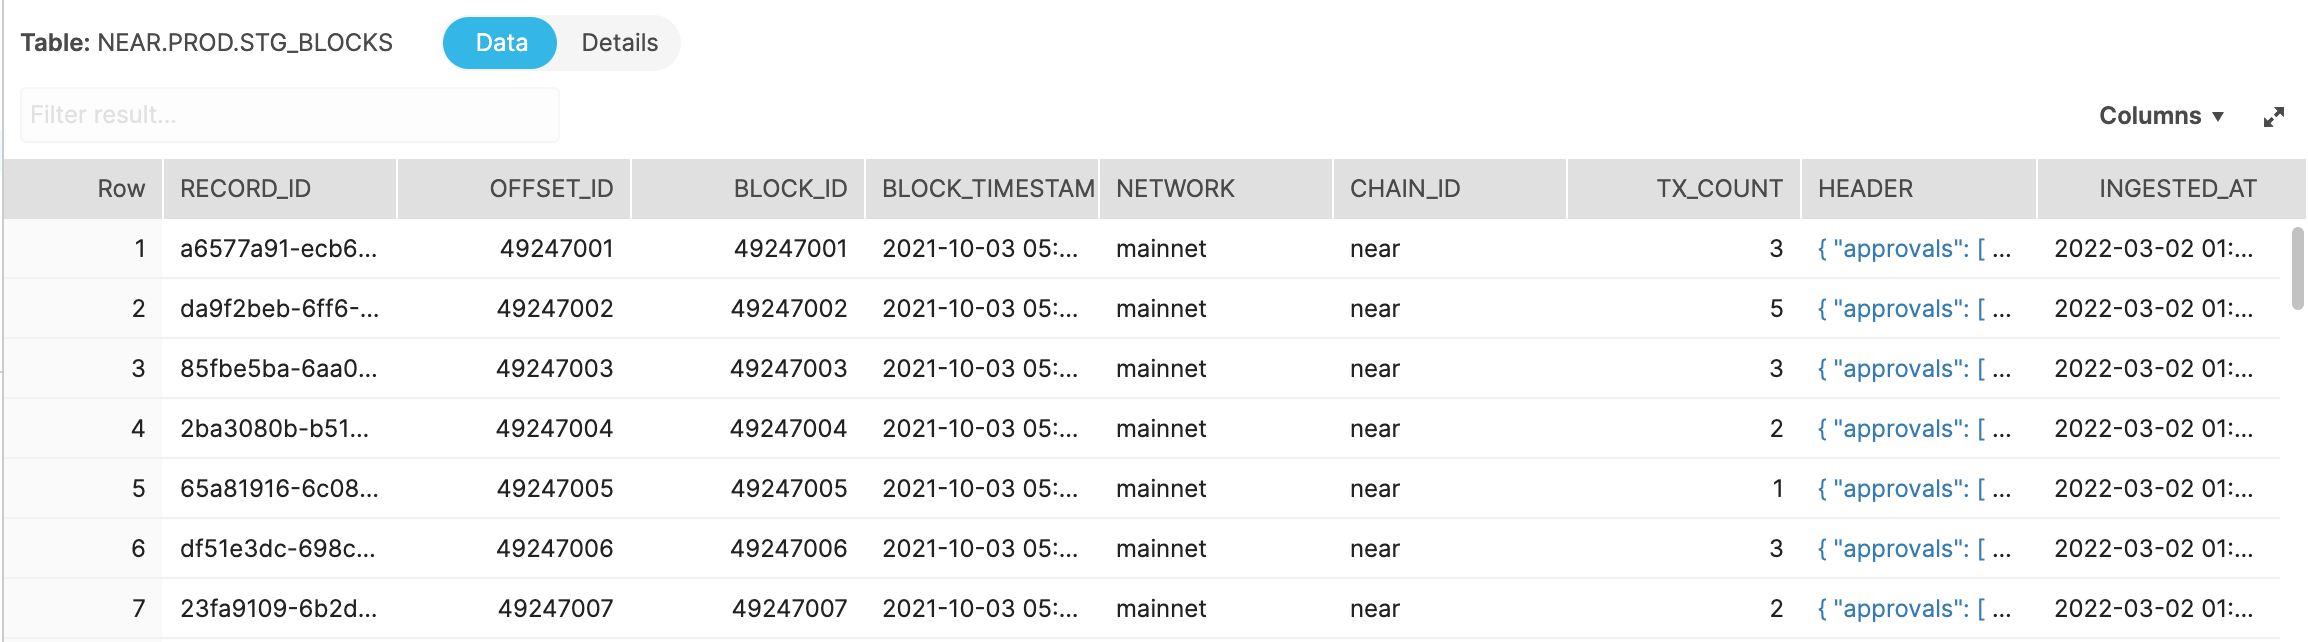 Table: NEAR.PROD.STG_BLOCKS Data Details
Filter result...
Columns ▼
Row RECORD_ID OFFSET_ID BLOCK_ID BLOCK_TIMESTAM NETWORK CHAIN_ID TX_COUNT HEADER INGESTED_AT
1 a6577a91-ecb6... 49247001 49247001 2021-10-03 05:... mainnet near 3 { "approvals": [ ... 2022-03-02 01:...
2 da9f2beb-6ff6-... 49247002 49247002 2021-10-03 05:... mainnet near 5 { "approvals": [ ... 2022-03-02 01:...
3 85fbe5ba-6aa0... 49247003 49247003 2021-10-03 05:... mainnet near 3 { "approvals": [ ... 2022-03-02 01:...
4 2ba3080b-b51... 49247004 49247004 2021-10-03 05:... mainnet near 2 { "approvals": [ ... 2022-03-02 01:...
5 65a81916-6c08... 49247005 49247005 2021-10-03 05:... mainnet near 1 { "approvals": [ ... 2022-03-02 01:...
6 df51e3dc-698c... 49247006 49247006 2021-10-03 05:... mainnet near 3 { "approvals": [ ... 2022-03-02 01:...
7 23fa9109-6b2d... 49247007 49247007 2021-10-03 05:... mainnet near 2 { "approvals": [ ... 2022-03-02 01:...